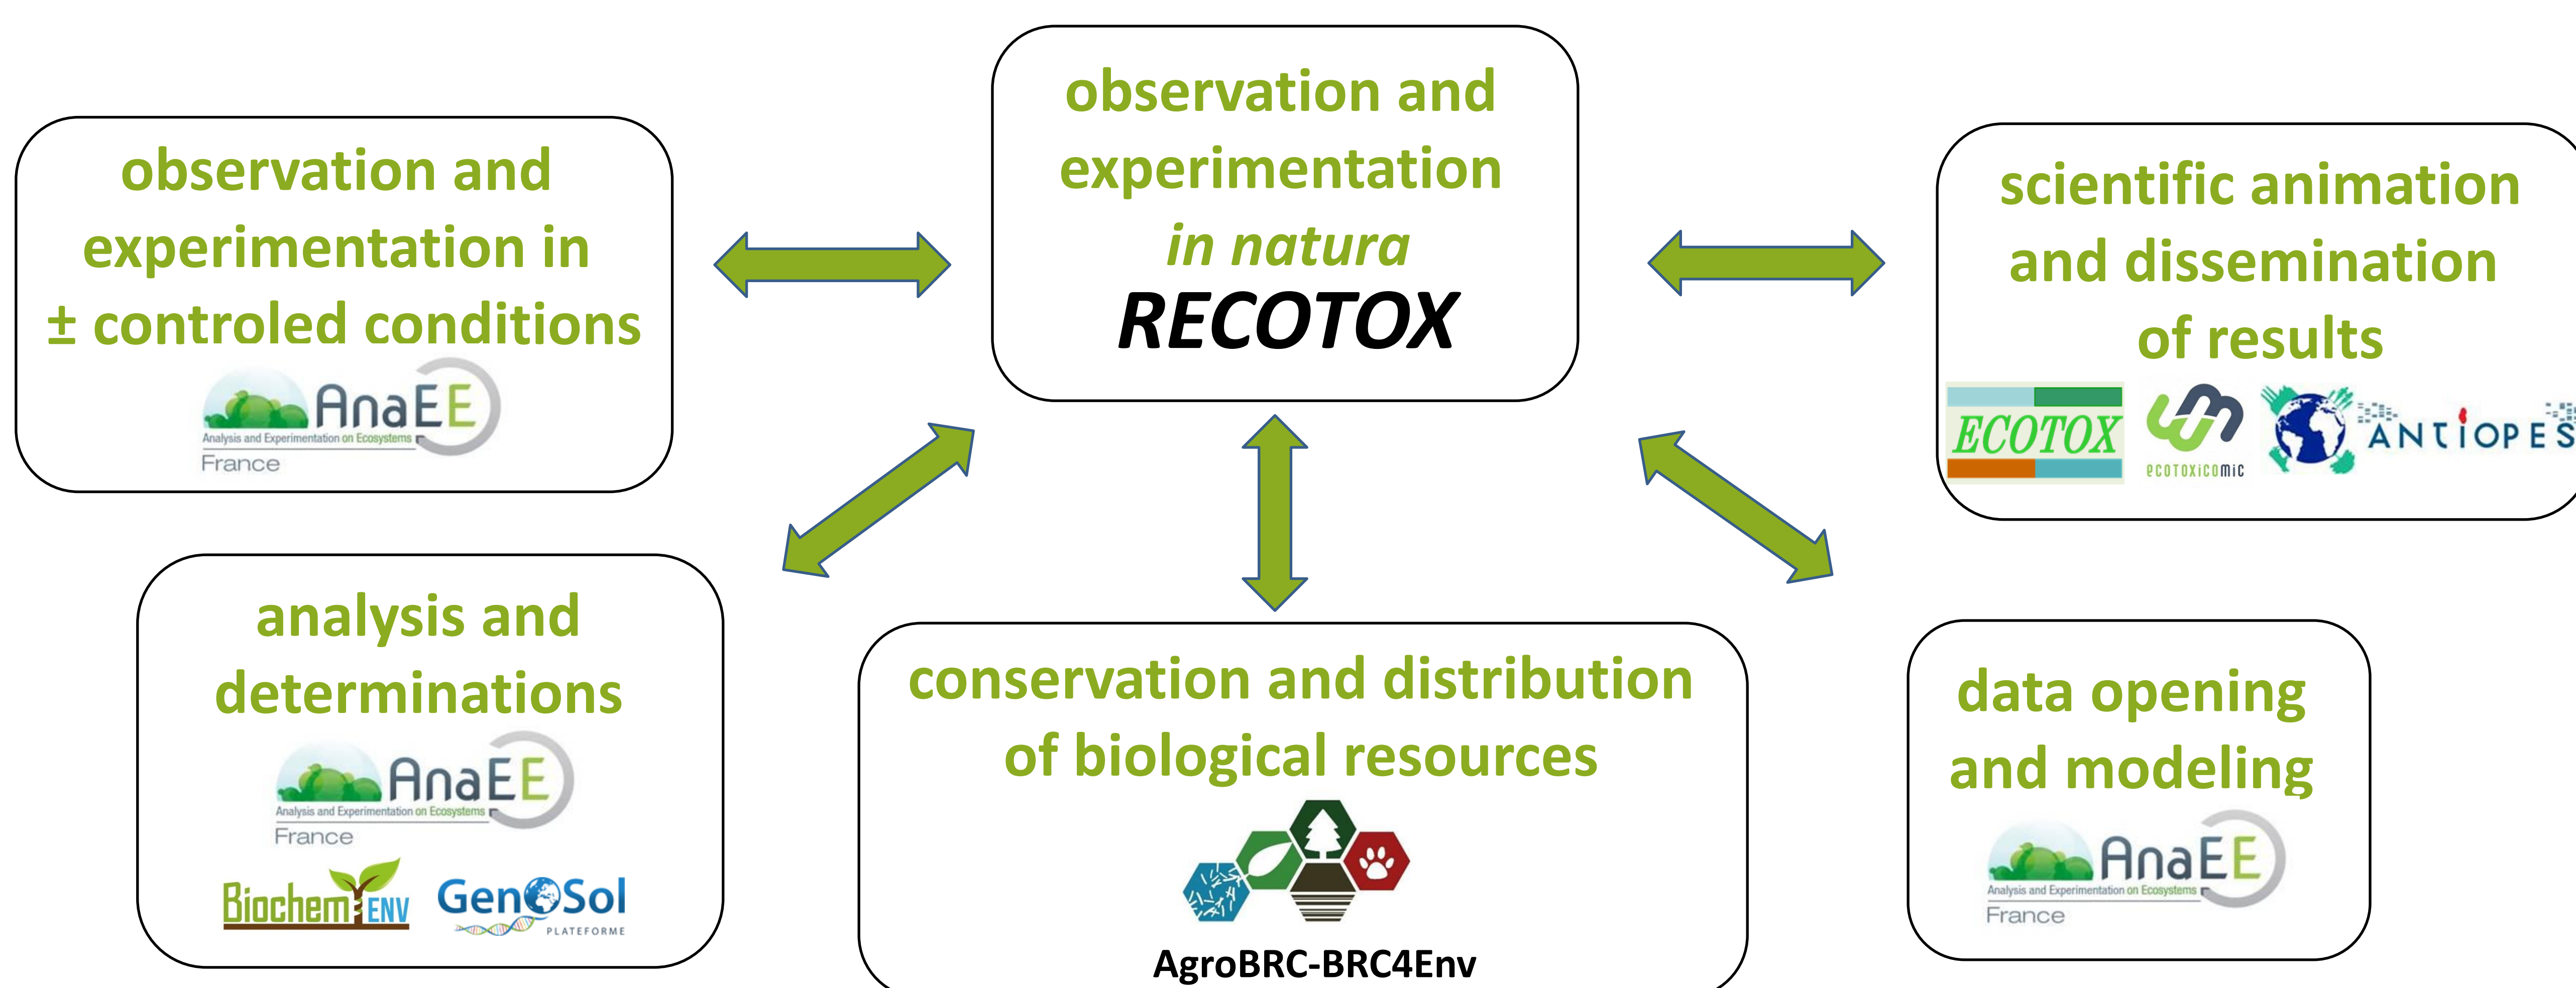 observation and
experimentation in
± controled conditions
AnaEE
Analysis and Experimentation on Ecosystems
France
observation and
experimentation
in natura
RECOTOX
scientific animation
and dissemination
of results
ECOTOX
ecotoxicomic
ANTIOPES
analysis and
determinations
AnaEE
Analysis and Experimentation on Ecosystems
France
BiochemENV
GenoSol
PLATEFORME
conservation and distribution
of biological resources
AgroBRC-BRC4Env
data opening
and modeling
AnaEE
Analysis and Experimentation on Ecosystems
France